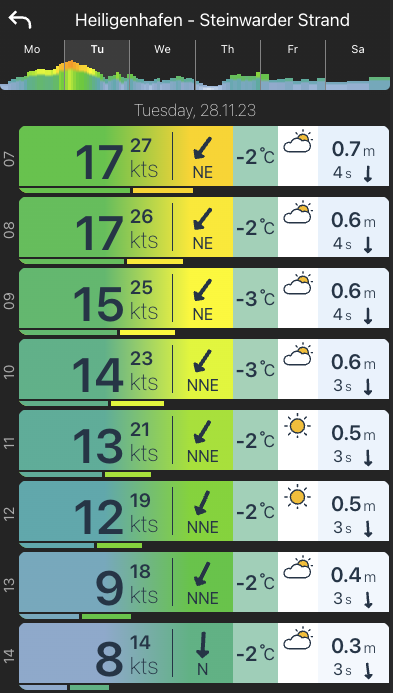 Heiligenhafen - Steinwarder Strand
Mo Tu We Th Fr Sa
Tuesday, 28.11.23
07 17 27 kts NE -2°C 0.7 m 4 s
08 17 26 kts NE -2°C 0.6 m 4 s
09 15 25 kts NE -3°C 0.6 m 4 s
10 14 23 kts NNE -3°C 0.6 m 3 s
11 13 21 kts NNE -2°C 0.5 m 3 s
12 12 19 kts NNE -2°C 0.5 m 3 s
13 9 18 kts NNE -2°C 0.4 m 3 s
14 8 14 kts N -2°C 0.3 m 3 s